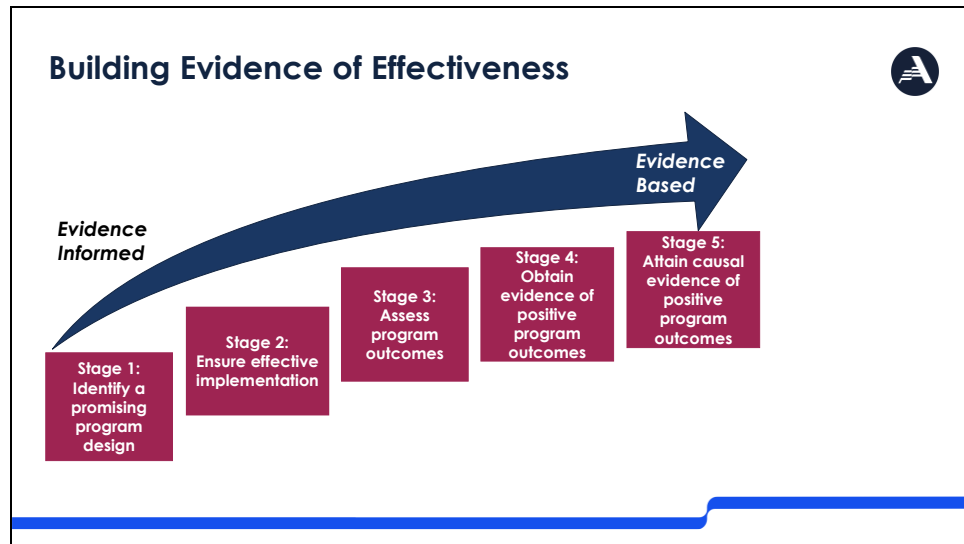 Building Evidence of Effectiveness
Evidence
Based
Evidence
Informed
Stage 1:
Identify a
promising
program
design
Stage 2:
Ensure effective
implementation
Stage 3:
Assess
program
outcomes
Stage 4:
Obtain
evidence of
positive
program
outcomes
Stage 5:
Attain causal
evidence of
positive
program
outcomes